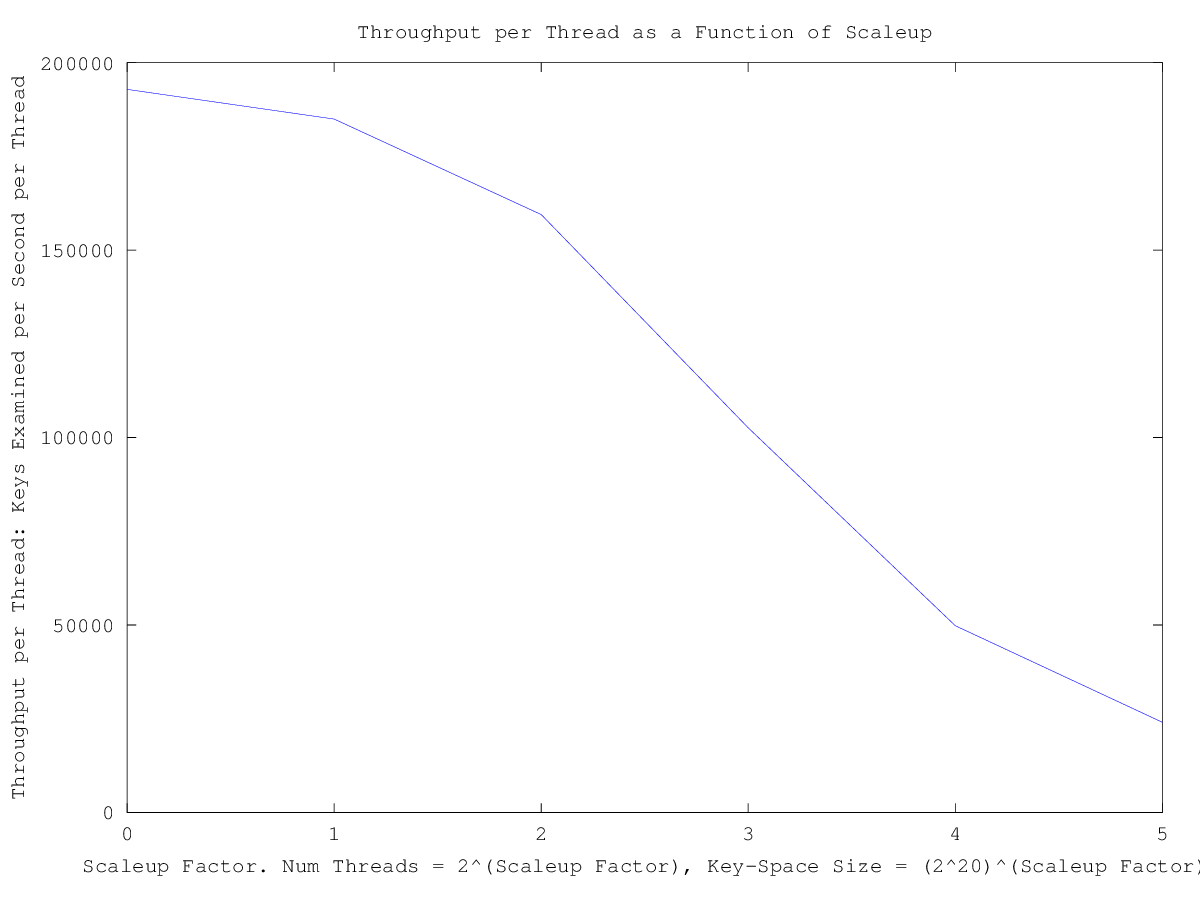 Throughput per Thread as a Function of Scaleup
Throughput per Thread: Keys Examined per Second per Thread
200000
150000
100000
50000
0
0 1 2 3 4 5
Scaleup Factor. Num Threads = 2^(Scaleup Factor), Key-Space Size = (2^20)^(Scaleup Factor)